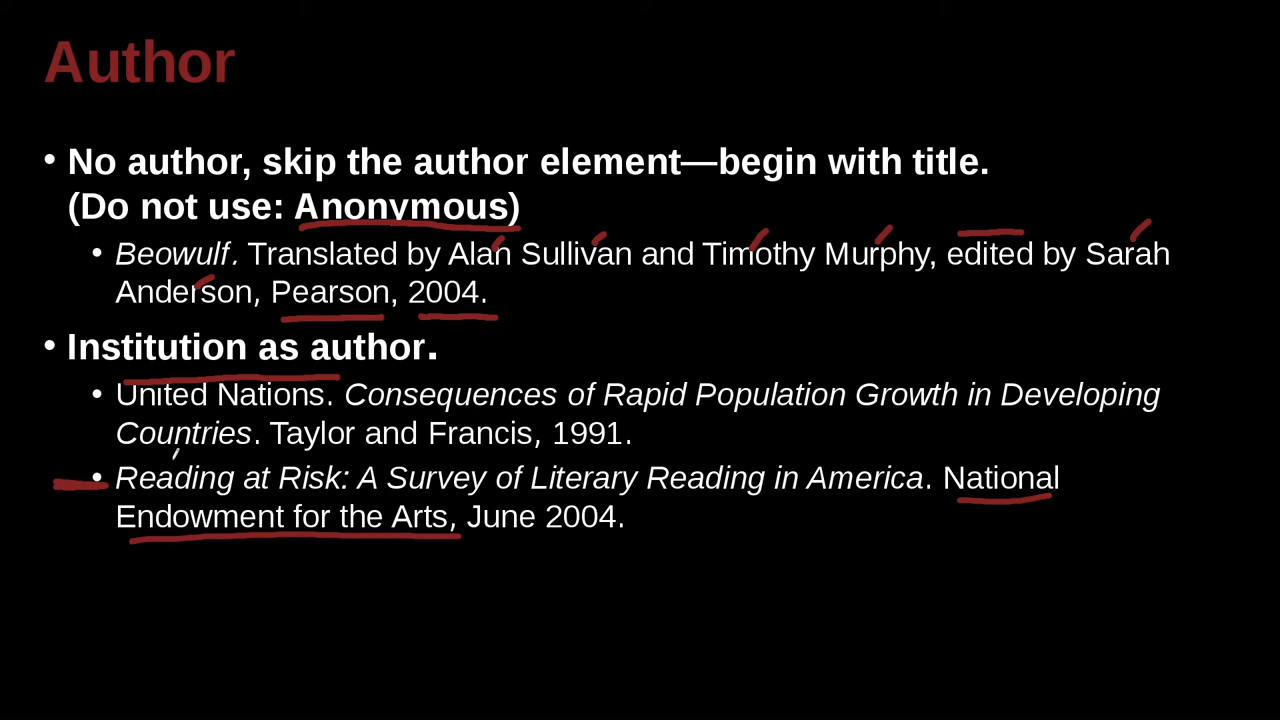 Author
• No author, skip the author element—begin with title.
(Do not use: Anonymous)
• Beowulf. Translated by Alan Sullivan and Timothy Murphy, edited by Sarah
Anderson, Pearson, 2004.
• Institution as author.
• United Nations. Consequences of Rapid Population Growth in Developing
Countries. Taylor and Francis, 1991.
• Reading at Risk: A Survey of Literary Reading in America. National
Endowment for the Arts, June 2004.